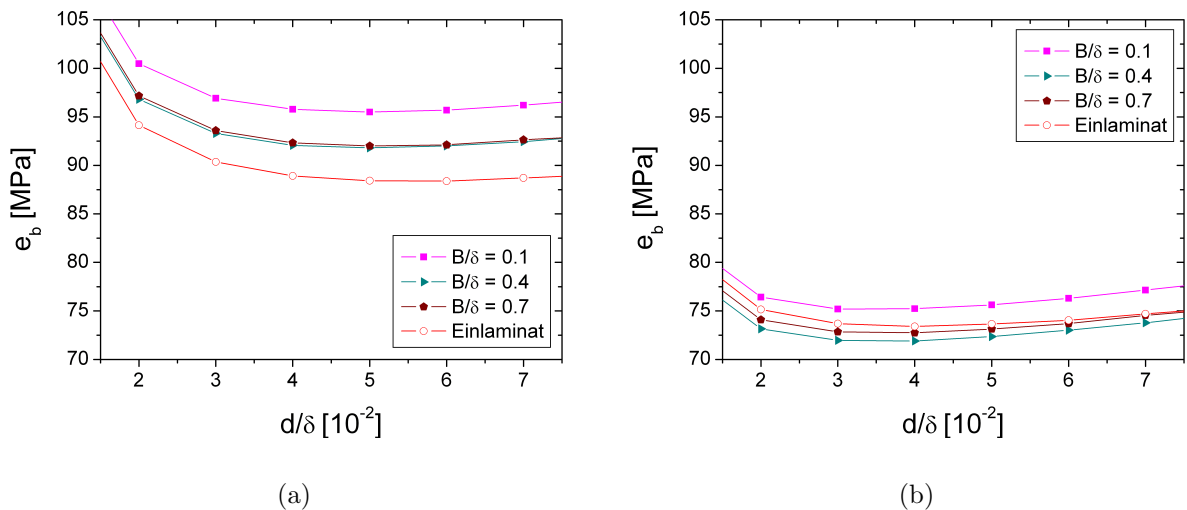 105
100
95
90
85
80
75
70
e_b [MPa]
B/δ = 0.1
B/δ = 0.4
B/δ = 0.7
Einlaminat
2 3 4 5 6 7
d/δ [10^-2]
(a)
105
100
95
90
85
80
75
70
e_b [MPa]
B/δ = 0.1
B/δ = 0.4
B/δ = 0.7
Einlaminat
2 3 4 5 6 7
d/δ [10^-2]
(b)